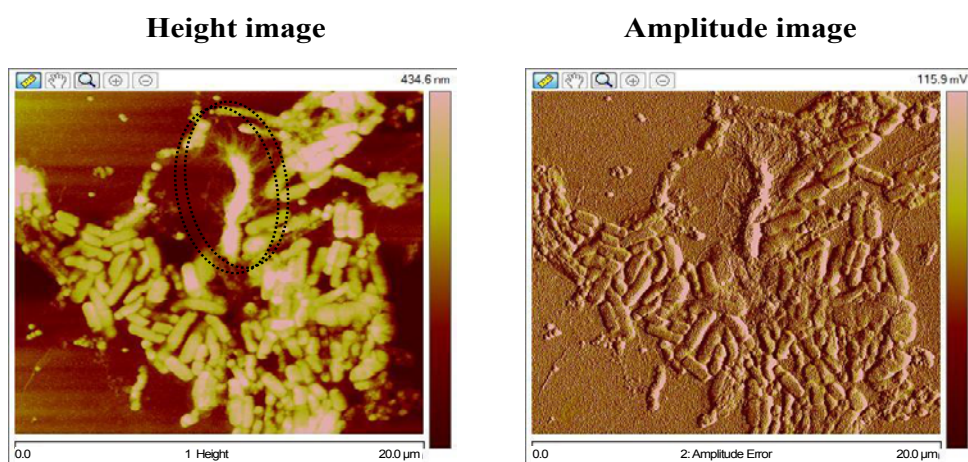 Height image
Amplitude image
434.6 nm
115.9 mV
0.0
1 Height
20.0 µm
0.0
2: Amplitude Error
20.0 µm